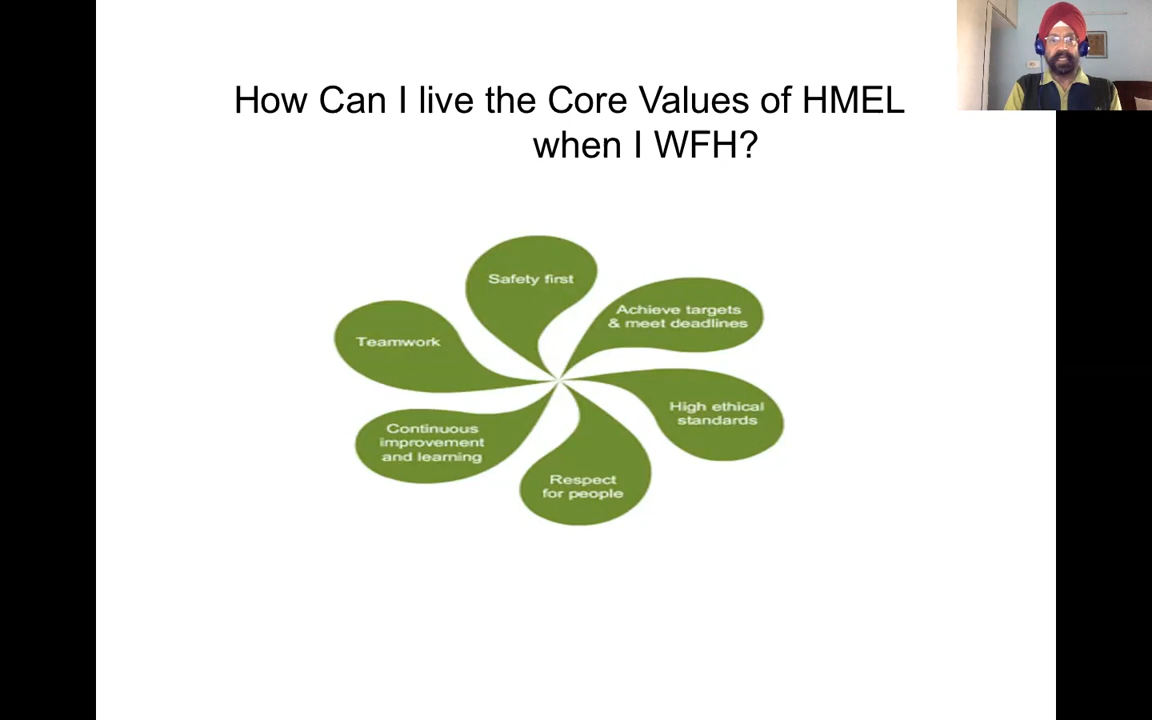 How Can I live the Core Values of HMEL
when I WFH?
Safety first
Achieve targets
& meet deadlines
High ethical
standards
Respect
for people
Continuous
improvement
and learning
Teamwork